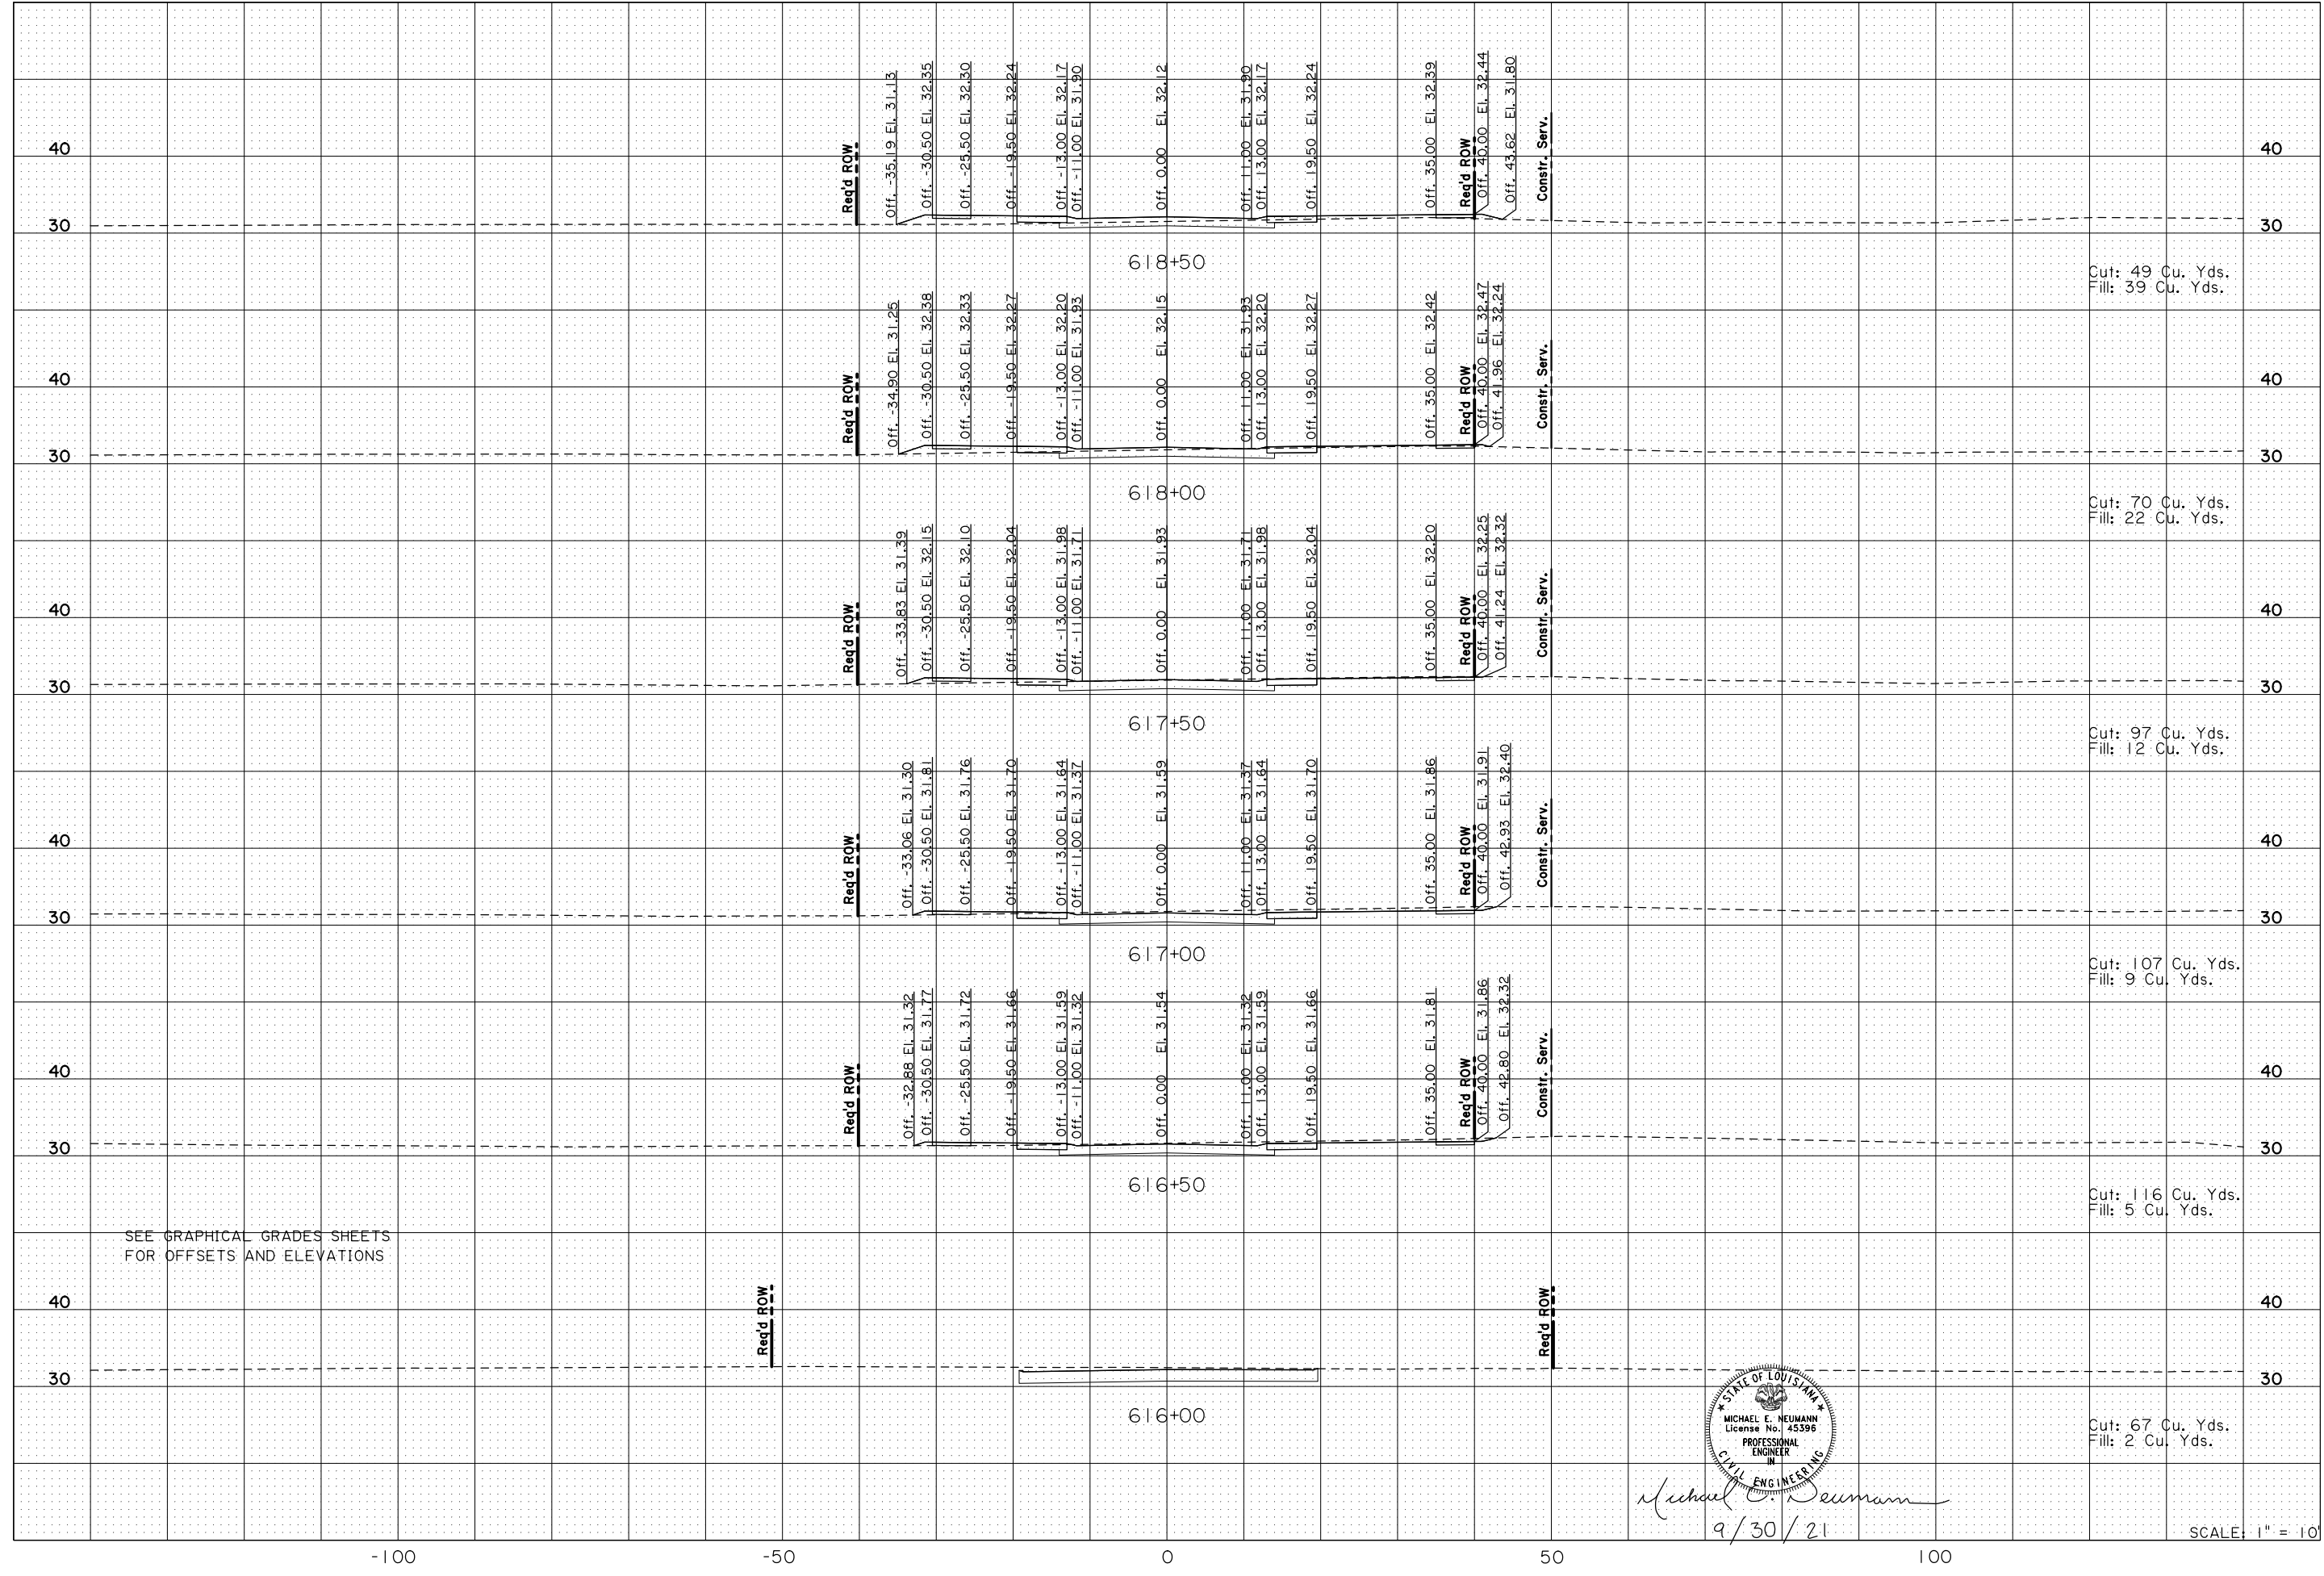 Off. -35.19 El. 31.13
Off. -30.50 El. 32.35
Off. -25.50 El. 32.30
Off. -19.50 El. 32.24
Off. -13.00 El. 32.17
Off. -11.00 El. 31.90
Off. 0.00 El. 32.12
Off. 11.00 El. 31.90
Off. 13.00 El. 32.17
Off. 19.50 El. 32.24
Off. 35.00 El. 32.39
Off. 40.00 El. 32.44
Off. 43.62 El. 31.80
Req'd ROW
Req'd ROW
Constr. Serv.
40
40
30
30
618+50
Cut: 49 Cu. Yds.
Fill: 39 Cu. Yds.
Off. -34.90 El. 31.25
Off. -30.50 El. 32.38
Off. -25.50 El. 32.33
Off. -19.50 El. 32.27
Off. -13.00 El. 32.20
Off. -11.00 El. 31.93
Off. 0.00 El. 32.15
Off. 11.00 El. 31.93
Off. 13.00 El. 32.20
Off. 19.50 El. 32.27
Off. 35.00 El. 32.42
Off. 40.00 El. 32.47
Off. 41.96 El. 32.24
Req'd ROW
Req'd ROW
Constr. Serv.
40
40
30
30
618+00
Cut: 70 Cu. Yds.
Fill: 22 Cu. Yds.
Off. -33.83 El. 31.39
Off. -30.50 El. 32.15
Off. -25.50 El. 32.10
Off. -19.50 El. 32.04
Off. -13.00 El. 31.98
Off. -11.00 El. 31.71
Off. 0.00 El. 31.93
Off. 11.00 El. 31.71
Off. 13.00 El. 31.98
Off. 19.50 El. 32.04
Off. 35.00 El. 32.20
Off. 40.00 El. 32.25
Off. 41.24 El. 32.32
Req'd ROW
Req'd ROW
Constr. Serv.
40
40
30
30
617+50
Cut: 97 Cu. Yds.
Fill: 12 Cu. Yds.
Off. -33.06 El. 31.30
Off. -30.50 El. 31.81
Off. -25.50 El. 31.76
Off. -19.50 El. 31.70
Off. -13.00 El. 31.64
Off. -11.00 El. 31.37
Off. 0.00 El. 31.59
Off. 11.00 El. 31.37
Off. 13.00 El. 31.64
Off. 19.50 El. 31.70
Off. 35.00 El. 31.86
Off. 40.00 El. 31.91
Off. 42.93 El. 32.40
Req'd ROW
Req'd ROW
Constr. Serv.
40
40
30
30
617+00
Cut: 107 Cu. Yds.
Fill: 9 Cu. Yds.
Off. -32.88 El. 31.32
Off. -30.50 El. 31.77
Off. -25.50 El. 31.72
Off. -19.50 El. 31.66
Off. -13.00 El. 31.59
Off. -11.00 El. 31.32
Off. 0.00 El. 31.54
Off. 11.00 El. 31.32
Off. 13.00 El. 31.59
Off. 19.50 El. 31.66
Off. 35.00 El. 31.81
Off. 40.00 El. 31.86
Off. 42.80 El. 32.32
Req'd ROW
Req'd ROW
Constr. Serv.
40
40
30
30
616+50
Cut: 116 Cu. Yds.
Fill: 5 Cu. Yds.
SEE GRAPHICAL GRADES SHEETS
FOR OFFSETS AND ELEVATIONS
Req'd ROW
Req'd ROW
40
40
30
30
616+00
Cut: 67 Cu. Yds.
Fill: 2 Cu. Yds.
STATE OF LOUISIANA
MICHAEL E. NEUMANN
License No. 45396
PROFESSIONAL
ENGINEER
IN
CIVIL ENGINEERING
Michael E. Neumann
9/30/21
SCALE: 1" = 10'
-100
-50
0
50
100